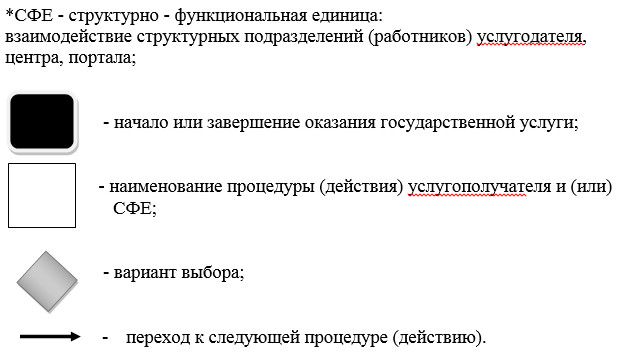 *СФЕ - структурно - функциональная единица:
взаимодействие структурных подразделений (работников) услугодателя,
центра, портала;
- начало или завершение оказания государственной услуги;
- наименование процедуры (действия) услугополучателя и (или)
СФЕ;
- вариант выбора;
- переход к следующей процедуре (действию).